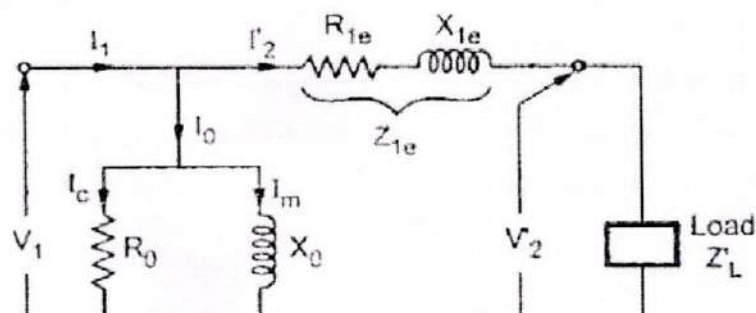 R1e X1e
I1 I'2
Z1e
I0
Ic Im
V1 R0 X0 V'2 Load
Z'L